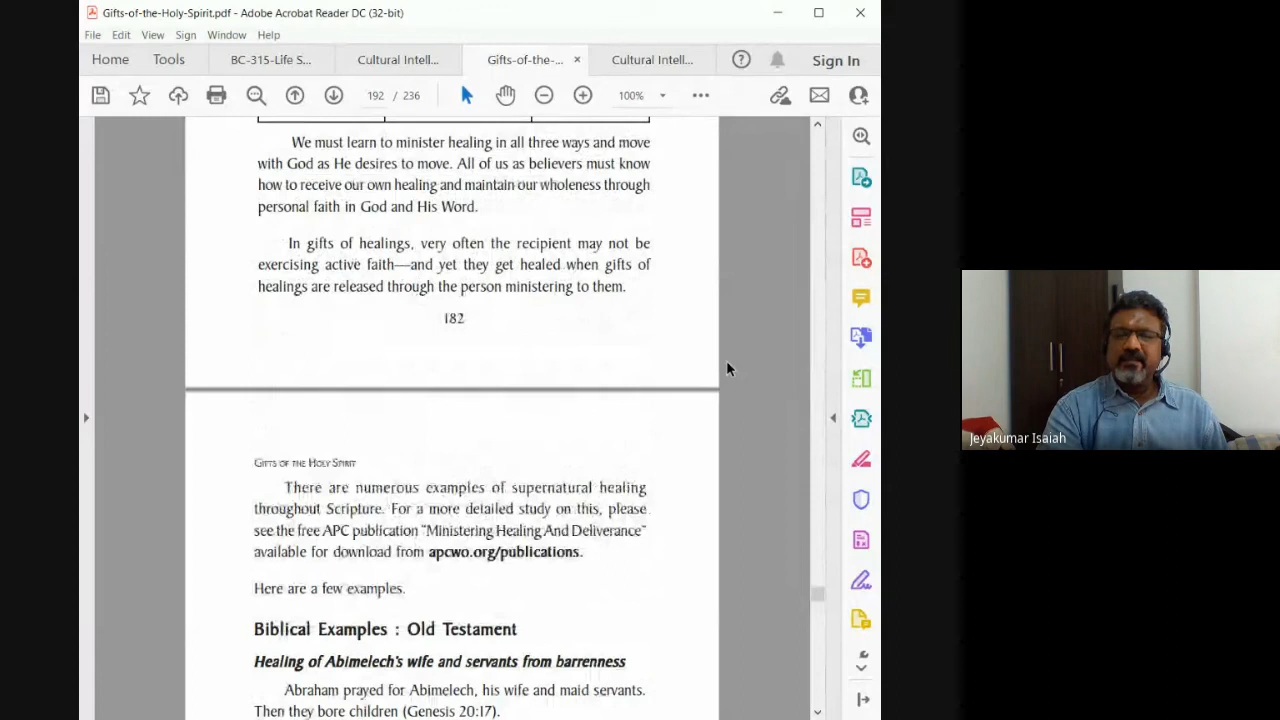 Gifts-of-the-Holy-Spirit.pdf - Adobe Acrobat Reader DC (32-bit)
File Edit View Sign Window Help
Home Tools BC-315-Life S... Cultural Intell... Gifts-of-the-... × Cultural Intell... Sign In
192 / 236 100%
We must learn to minister healing in all three ways and move
with God as He desires to move. All of us as believers must know
how to receive our own healing and maintain our wholeness through
personal faith in God and His Word.
In gifts of healings, very often the recipient may not be
exercising active faith—and yet they get healed when gifts of
healings are released through the person ministering to them.
182
GIFTS OF THE HOLY SPIRIT
There are numerous examples of supernatural healing
throughout Scripture. For a more detailed study on this, please
see the free APC publication "Ministering Healing And Deliverance"
available for download from apcwo.org/publications.
Here are a few examples.
Biblical Examples : Old Testament
Healing of Abimelech's wife and servants from barrenness
Abraham prayed for Abimelech, his wife and maid servants.
Then they bore children (Genesis 20:17).
Jeyakumar Isaiah